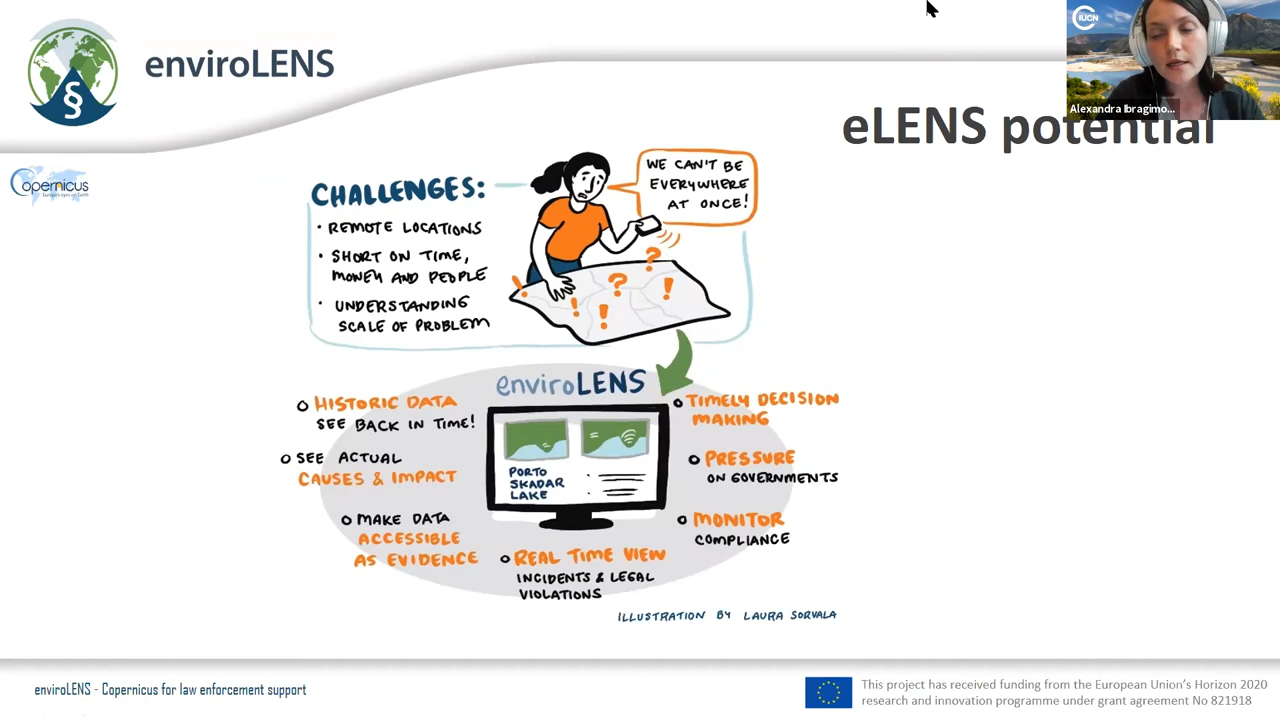 enviroLENS
IUCN
Alexandra Ibragimo...
eLENS potential
Copernicus
Europe's eyes on Earth
CHALLENGES:
• REMOTE LOCATIONS
• SHORT ON TIME,
MONEY AND PEOPLE
• UNDERSTANDING
SCALE OF PROBLEM
WE CAN'T BE
EVERYWHERE
AT ONCE!
enviroLENS
HISTORIC DATA
SEE BACK IN TIME!
SEE ACTUAL
CAUSES & IMPACT
MAKE DATA
ACCESSIBLE
AS EVIDENCE
PORTO
SKADAR
LAKE
REAL TIME VIEW
INCIDENTS & LEGAL
VIOLATIONS
TIMELY DECISION
MAKING
PRESSURE
ON GOVERNMENTS
MONITOR
COMPLIANCE
ILLUSTRATION BY LAURA SORVALA
enviroLENS - Copernicus for law enforcement support
This project has received funding from the European Union's Horizon 2020
research and innovation programme under grant agreement No 821918